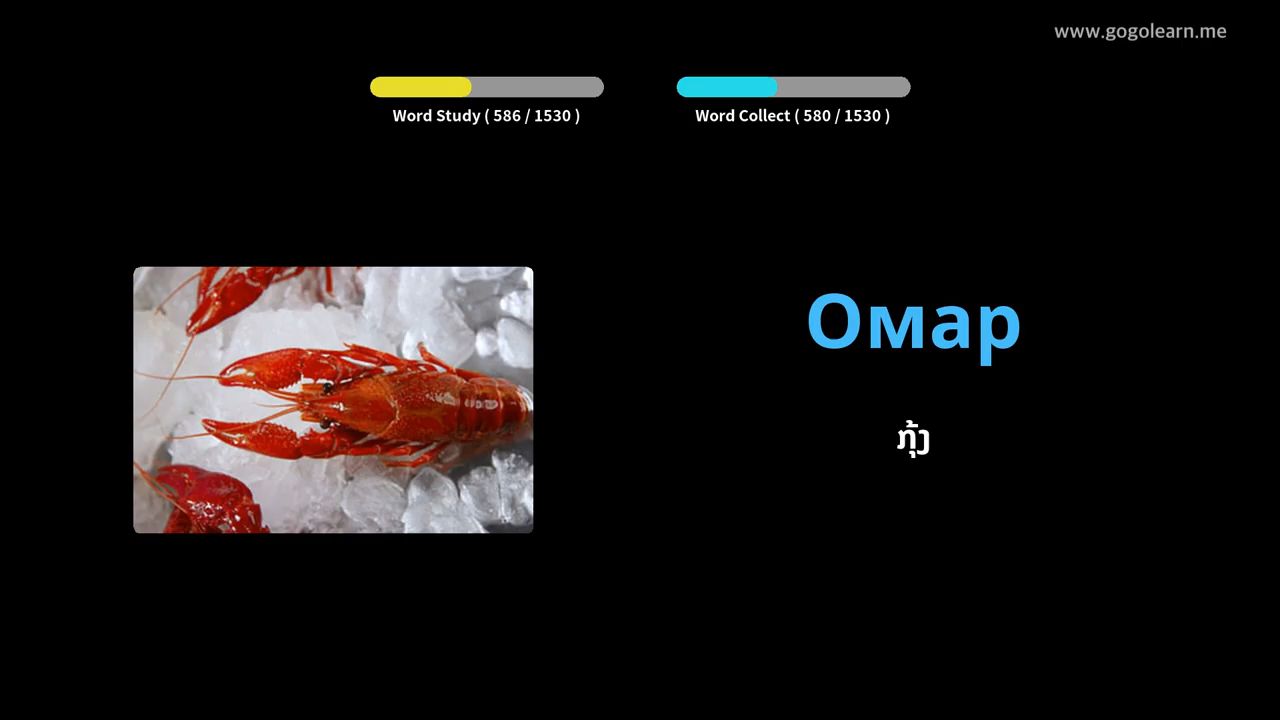 www.gogolearn.me
Word Study ( 586 / 1530 )
Word Collect ( 580 / 1530 )
Омар
ກຸ້ງ